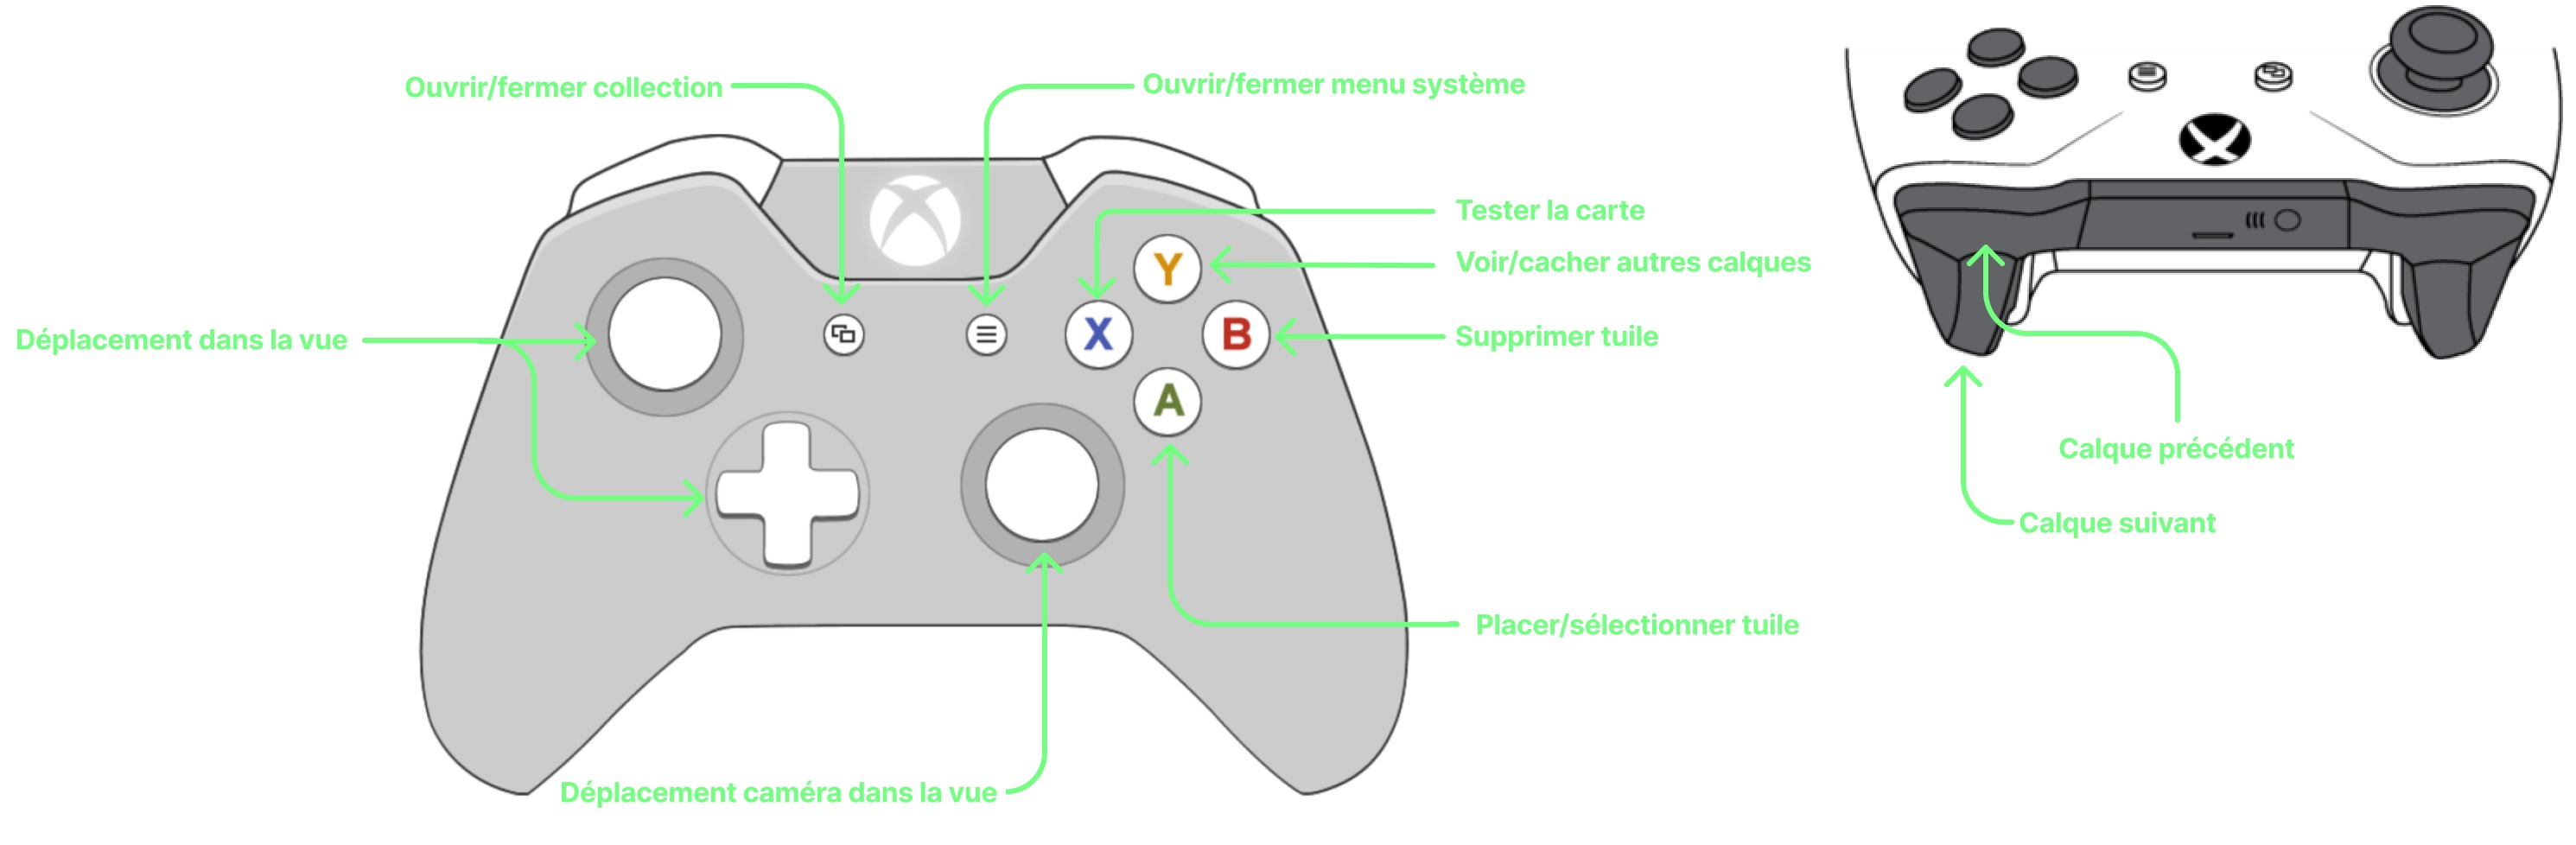 Ouvrir/fermer collection
Ouvrir/fermer menu système
Tester la carte
Voir/cacher autres calques
Déplacement dans la vue
Supprimer tuile
Y
X
B
A
Calque précédent
Calque suivant
Placer/sélectionner tuile
Déplacement caméra dans la vue